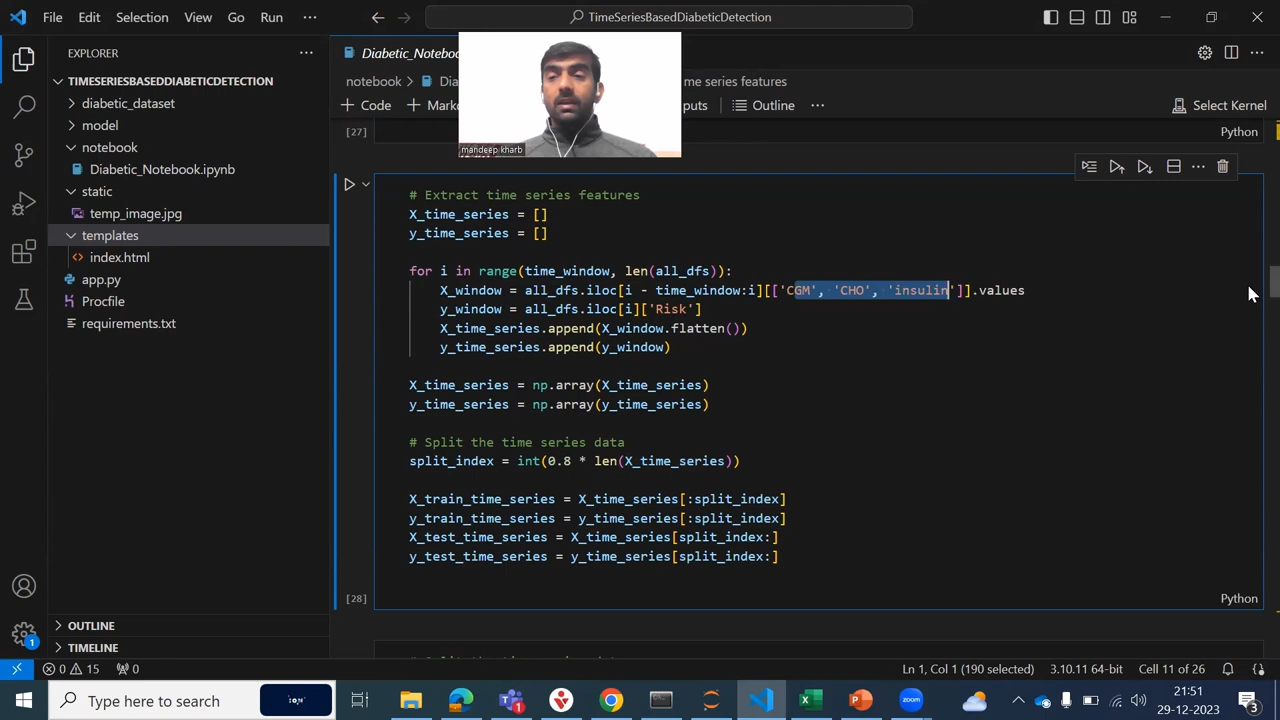 File Edit Selection View Go Run ···
TimeSeriesBasedDiabeticDetection
EXPLORER
TIMESERIESBASEDDIABETICDETECTION
diabetic_dataset
model
notebook
Diabetic_Notebook.ipynb
static
temp_image.jpg
templates
index.html
app.py
Procfile
requirements.txt
OUTLINE
TIMELINE
Diabetic_Notebo
notebook > Di me series features
+ Code + Mark puts Outline ··· Select Kernel
[27] Python
mandeep kharb
# Extract time series features
X_time_series = []
y_time_series = []
for i in range(time_window, len(all_dfs)):
X_window = all_dfs.iloc[i - time_window:i][['CGM', 'CHO', 'insulin']].values
y_window = all_dfs.iloc[i]['Risk']
X_time_series.append(X_window.flatten())
y_time_series.append(y_window)
X_time_series = np.array(X_time_series)
y_time_series = np.array(y_time_series)
# Split the time series data
split_index = int(0.8 * len(X_time_series))
X_train_time_series = X_time_series[:split_index]
y_train_time_series = y_time_series[:split_index]
X_test_time_series = X_time_series[split_index:]
y_test_time_series = y_time_series[split_index:]
[28] Python
0 15 0 Ln 1, Col 1 (190 selected) 3.10.11 64-bit Cell 11 of 26
Type here to search
21:51
29-12-2023